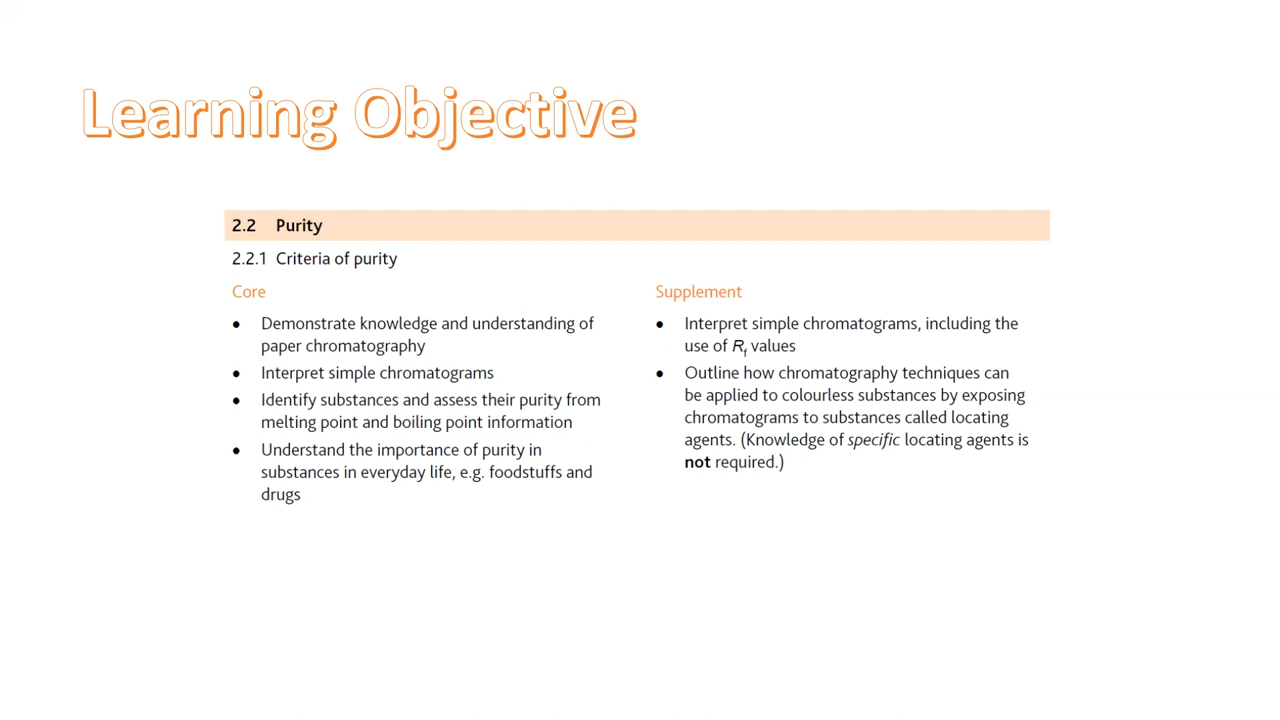 Learning Objective
2.2 Purity
2.2.1 Criteria of purity
Core
● Demonstrate knowledge and understanding of
paper chromatography
● Interpret simple chromatograms
● Identify substances and assess their purity from
melting point and boiling point information
● Understand the importance of purity in
substances in everyday life, e.g. foodstuffs and
drugs
Supplement
● Interpret simple chromatograms, including the
use of Rf values
● Outline how chromatography techniques can
be applied to colourless substances by exposing
chromatograms to substances called locating
agents. (Knowledge of specific locating agents is
not required.)